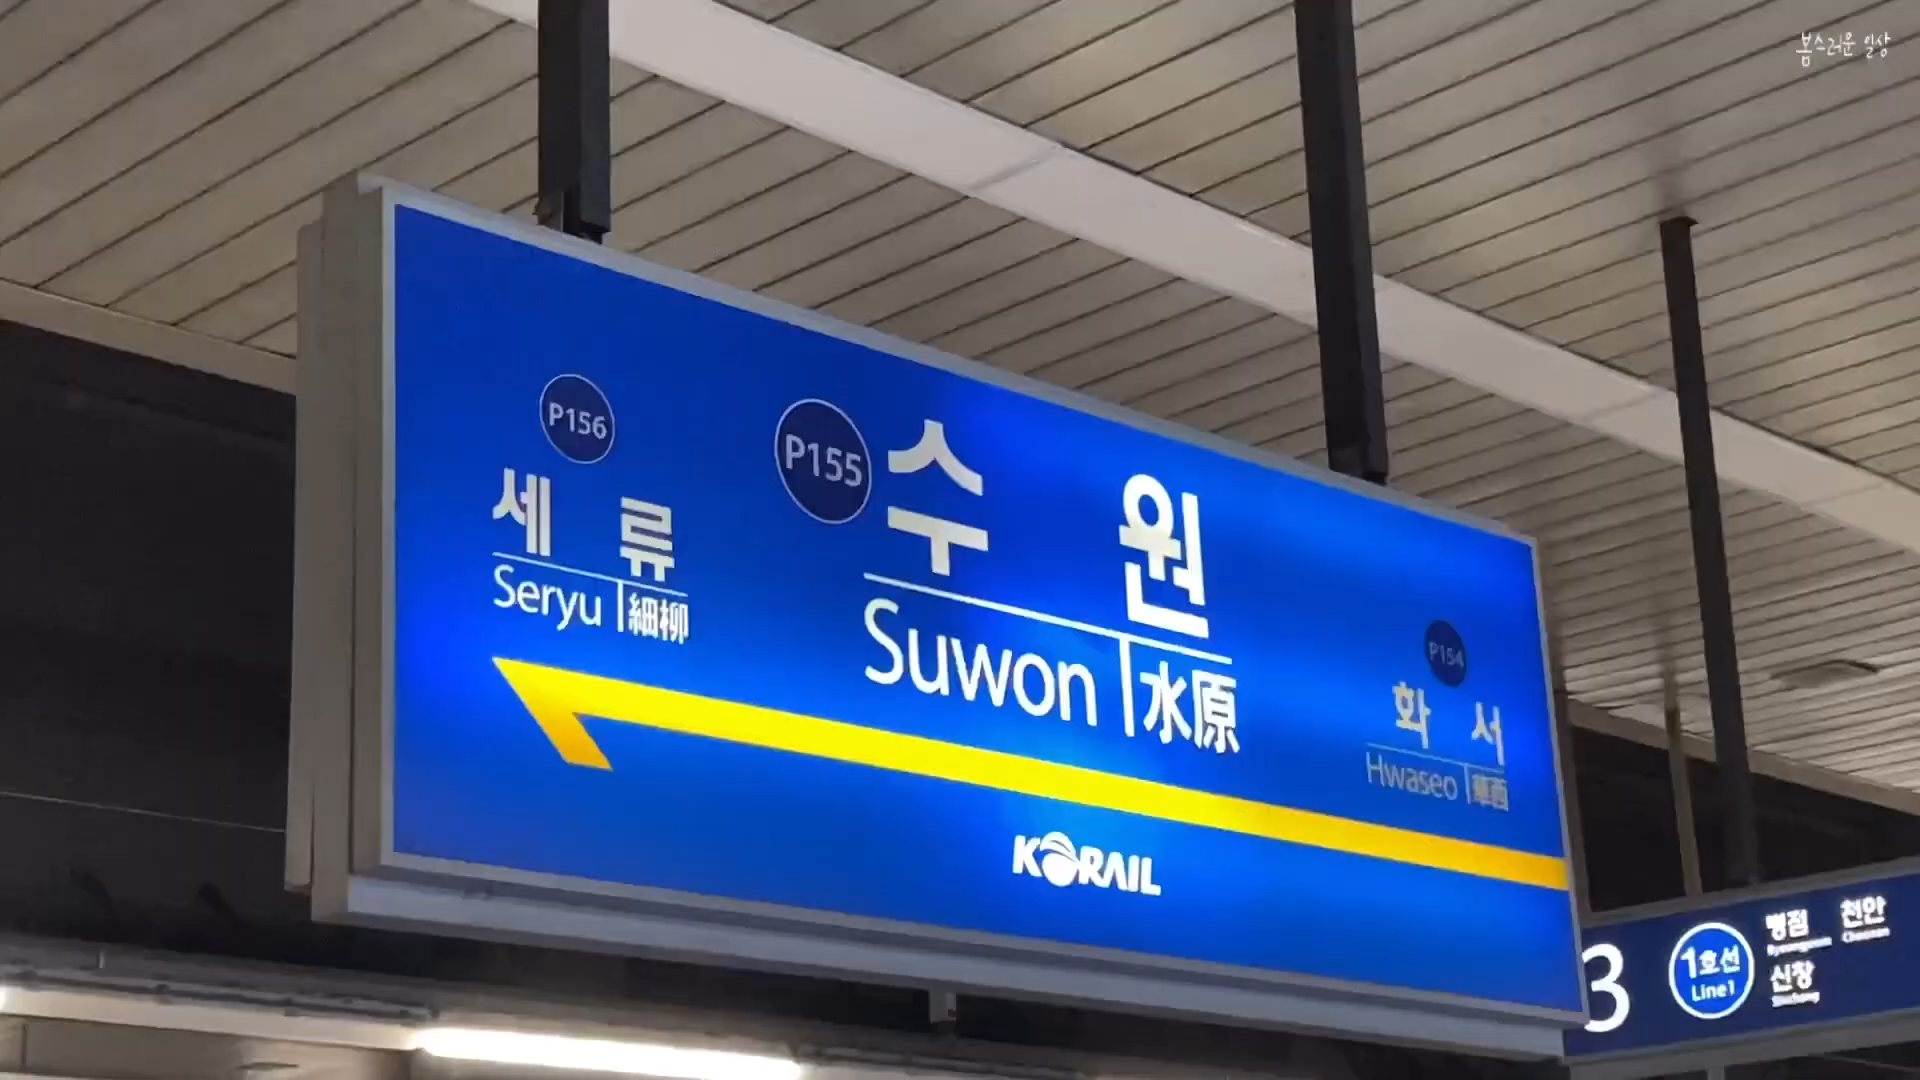 봄스러운 일상
P156
세류
Seryu 細柳
P155
수원
Suwon 水原
P154
화서
Hwaseo 華西
KORAIL
3
1호선
Line1
병점 천안
신창